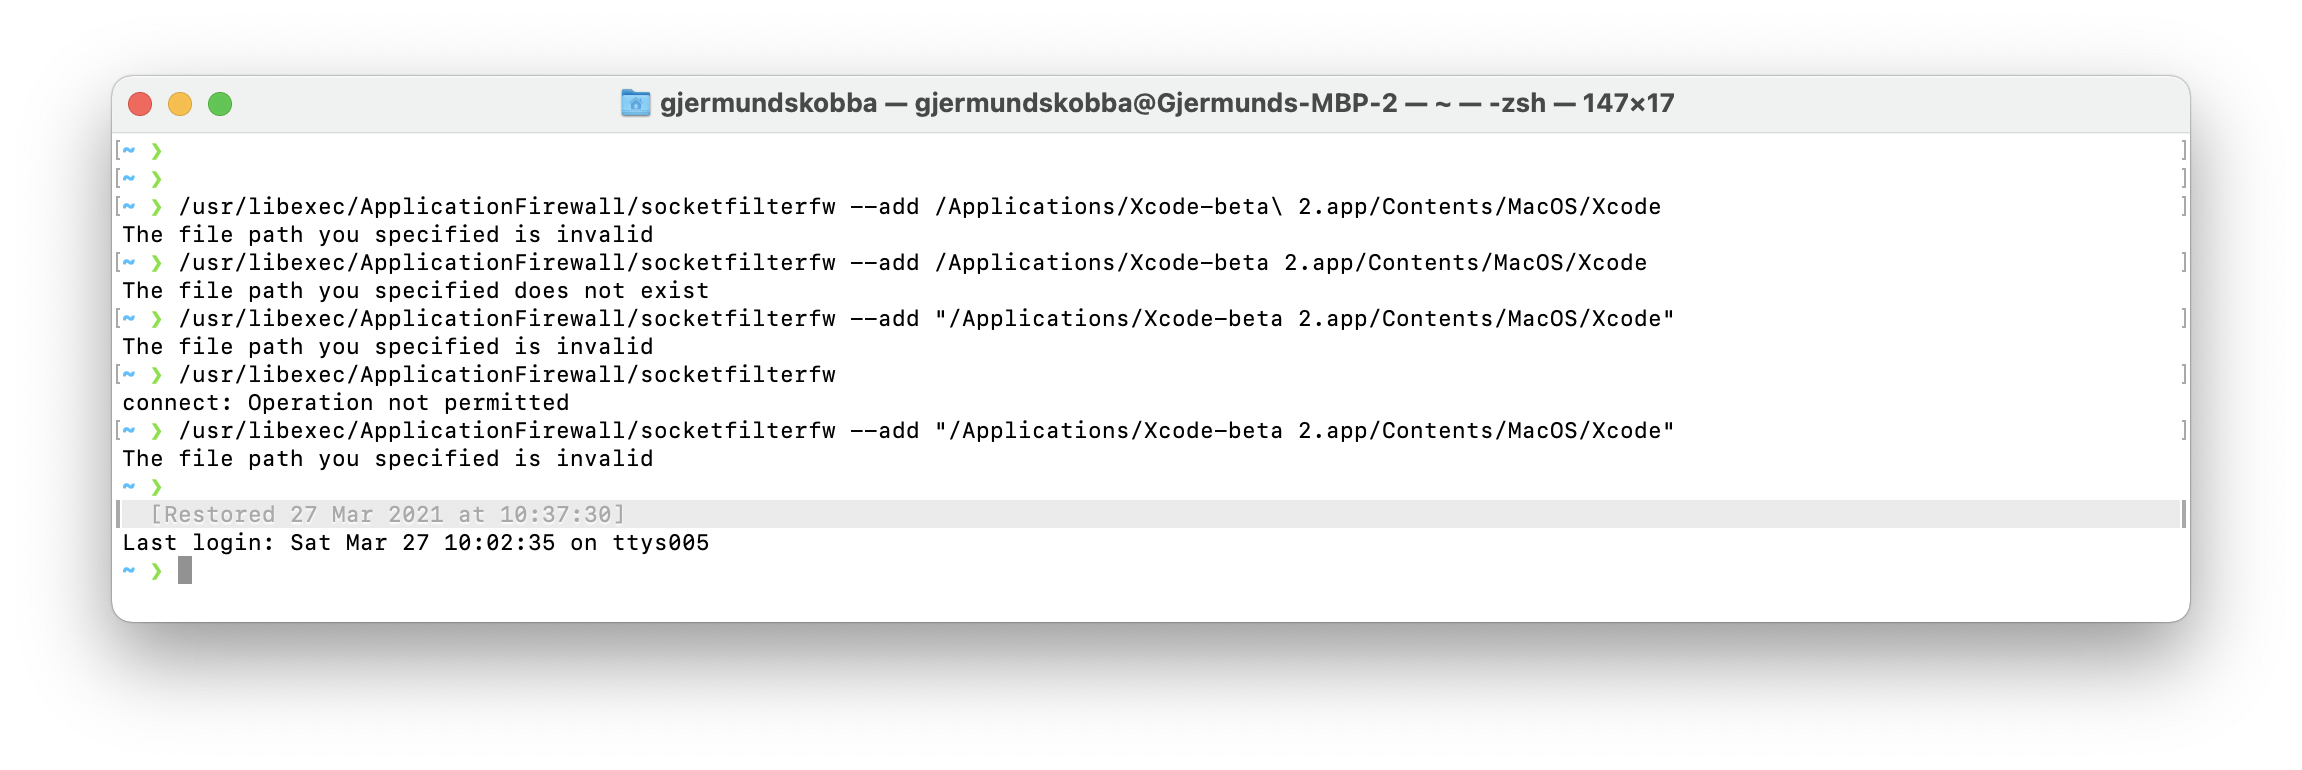 gjermundskobba — gjermundskobba@Gjermunds-MBP-2 — ~ — -zsh — 147×17
[~ ❯ ]
[~ ❯ ]
[~ ❯ /usr/libexec/ApplicationFirewall/socketfilterfw --add /Applications/Xcode-beta\ 2.app/Contents/MacOS/Xcode ]
The file path you specified is invalid
[~ ❯ /usr/libexec/ApplicationFirewall/socketfilterfw --add /Applications/Xcode-beta 2.app/Contents/MacOS/Xcode ]
The file path you specified does not exist
[~ ❯ /usr/libexec/ApplicationFirewall/socketfilterfw --add "/Applications/Xcode-beta 2.app/Contents/MacOS/Xcode" ]
The file path you specified is invalid
[~ ❯ /usr/libexec/ApplicationFirewall/socketfilterfw ]
connect: Operation not permitted
[~ ❯ /usr/libexec/ApplicationFirewall/socketfilterfw --add "/Applications/Xcode-beta 2.app/Contents/MacOS/Xcode" ]
The file path you specified is invalid
~ ❯
[Restored 27 Mar 2021 at 10:37:30]
Last login: Sat Mar 27 10:02:35 on ttys005
~ ❯